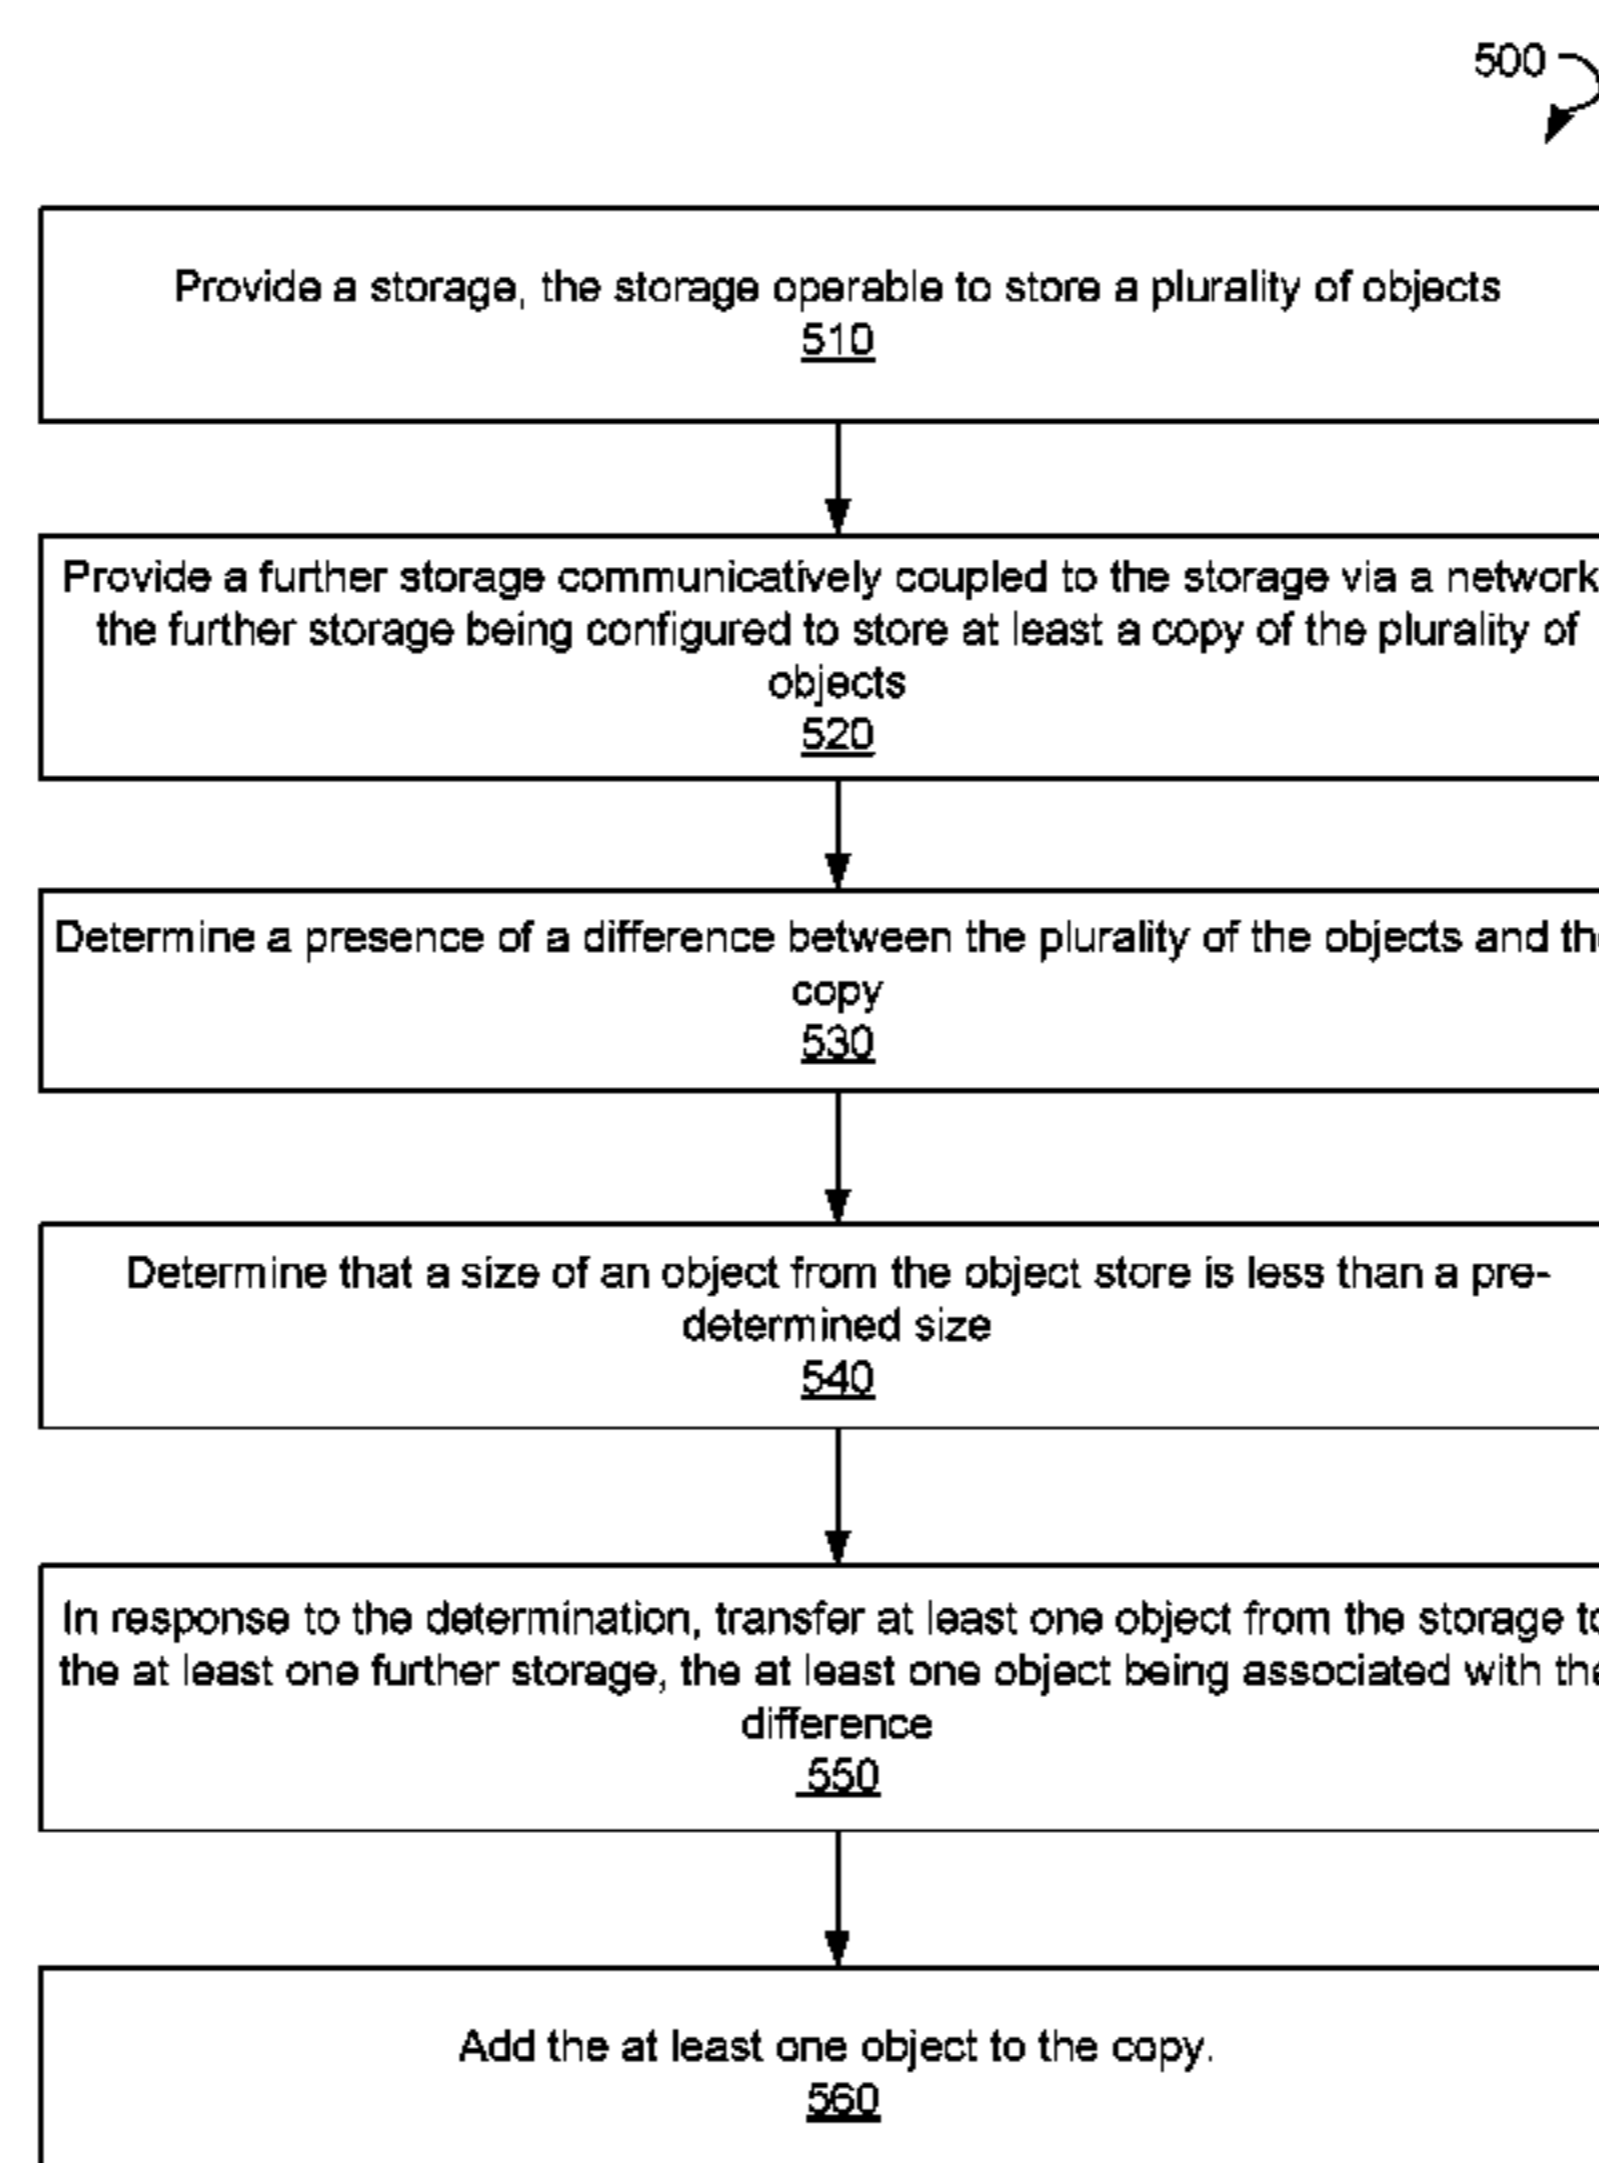 500
Provide a storage, the storage operable to store a plurality of objects
510
Provide a further storage communicatively coupled to the storage via a network
the further storage being configured to store at least a copy of the plurality of
objects
520
Determine a presence of a difference between the plurality of the objects and the
copy
530
Determine that a size of an object from the object store is less than a pre-
determined size
540
In response to the determination, transfer at least one object from the storage to
the at least one further storage, the at least one object being associated with the
difference
550
Add the at least one object to the copy.
560